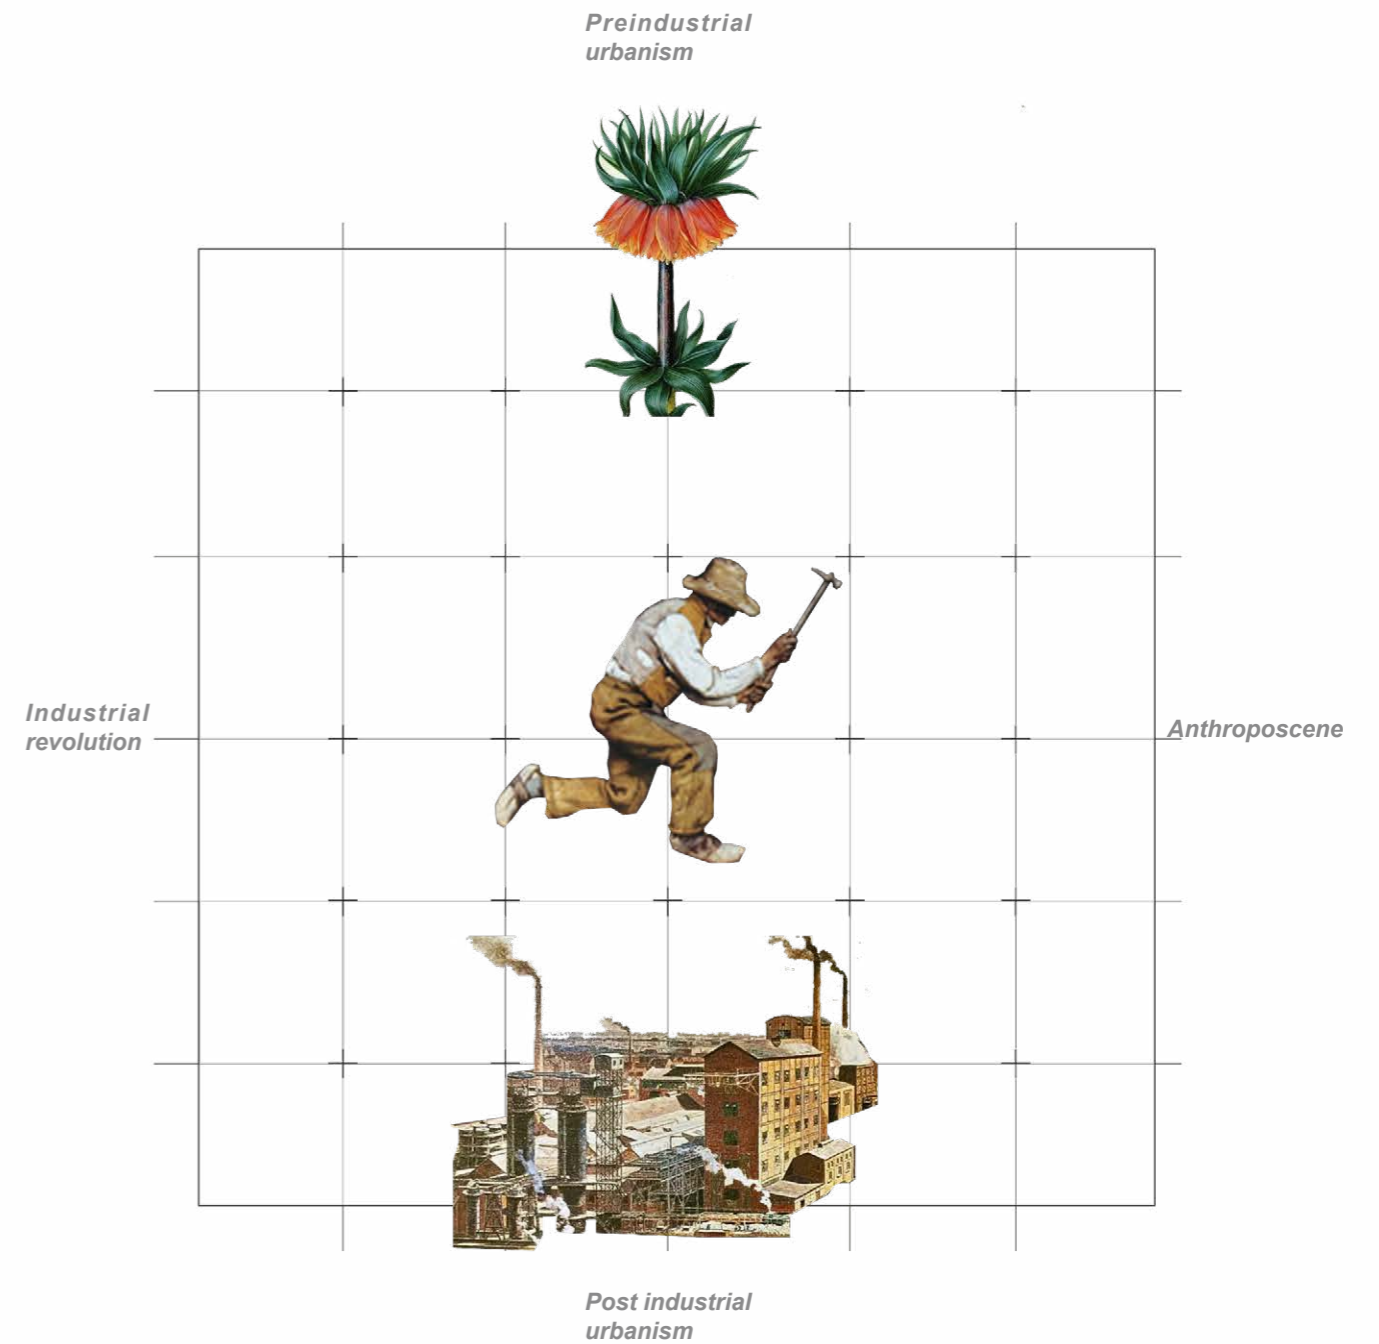 Preindustrial
urbanism
Industrial
revolution
Anthroposcene
Post industrial
urbanism